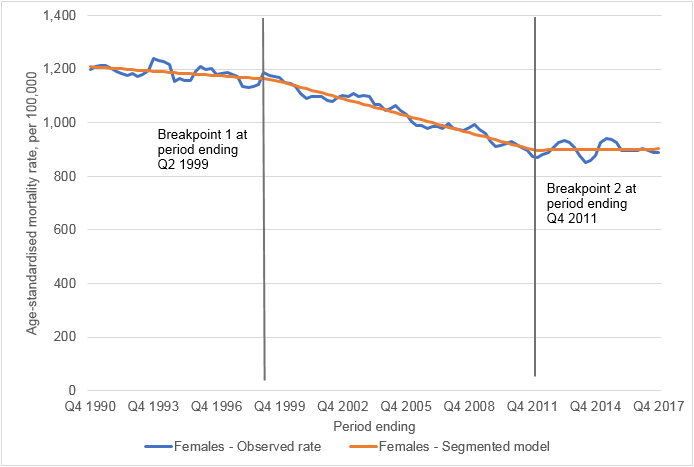 1,400
1,200
1,000
800
600
400
200
0
Age-standardised mortality rate, per 100,000
Breakpoint 1 at
period ending
Q2 1999
Breakpoint 2 at
period ending
Q4 2011
Q4 1990 Q4 1993 Q4 1996 Q4 1999 Q4 2002 Q4 2005 Q4 2008 Q4 2011 Q4 2014 Q4 2017
Period ending
Females - Observed rate Females - Segmented model